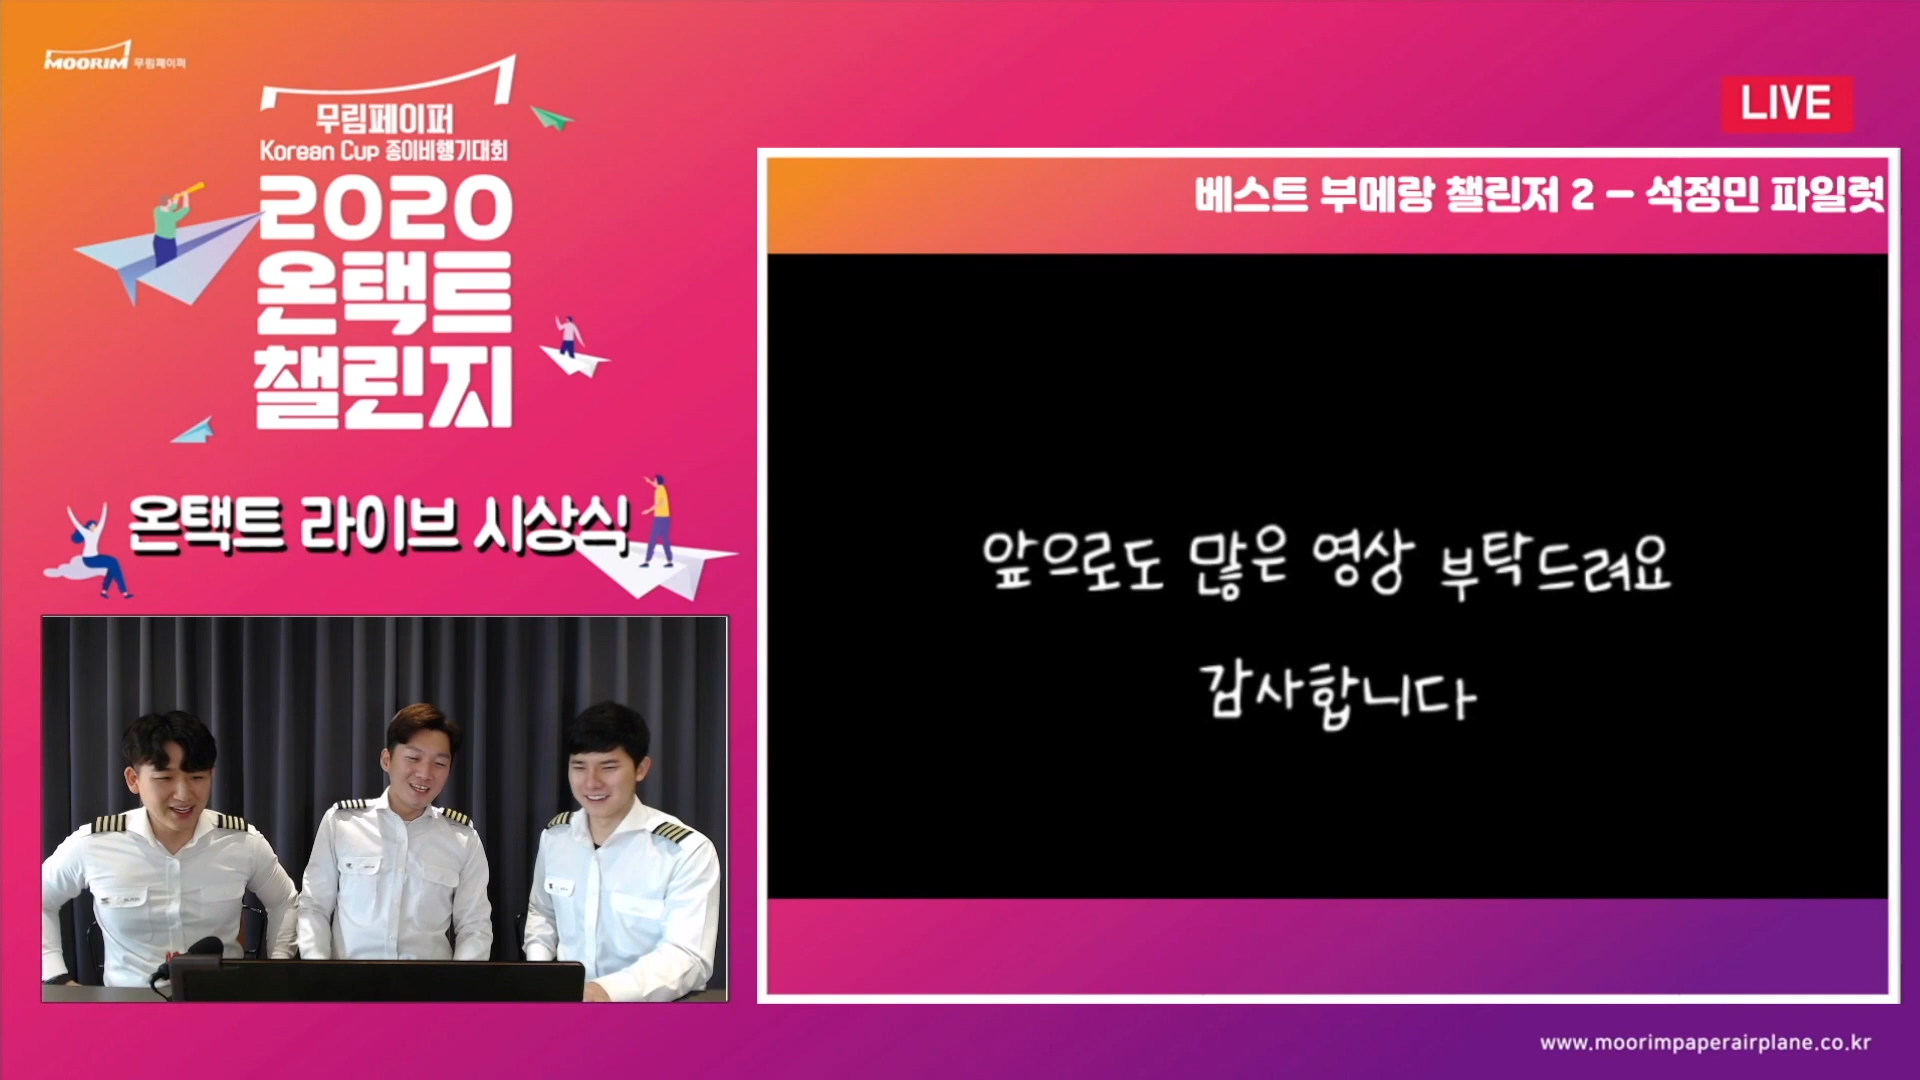 MOORIM 무림페이퍼
무림페이퍼
Korean Cup 종이비행기대회
2020
온택트
챌린지
온택트 라이브 시상식
LIVE
베스트 부메랑 챌린저 2 – 석정민 파일럿
앞으로도 많은 영상 부탁드려요
감사합니다
www.moorimpaperairplane.co.kr